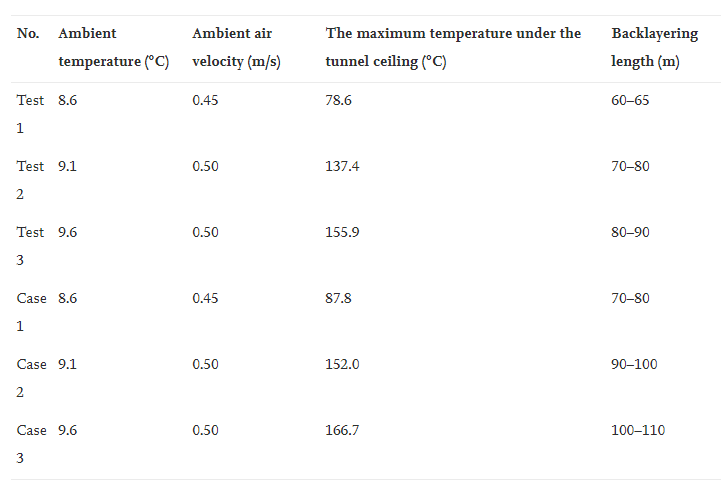 No. Ambient Ambient air The maximum temperature under the Backlayering
temperature (°C) velocity (m/s) tunnel ceiling (°C) length (m)
Test 8.6 0.45 78.6 60–65
1
Test 9.1 0.50 137.4 70–80
2
Test 9.6 0.50 155.9 80–90
3
Case 8.6 0.45 87.8 70–80
1
Case 9.1 0.50 152.0 90–100
2
Case 9.6 0.50 166.7 100–110
3